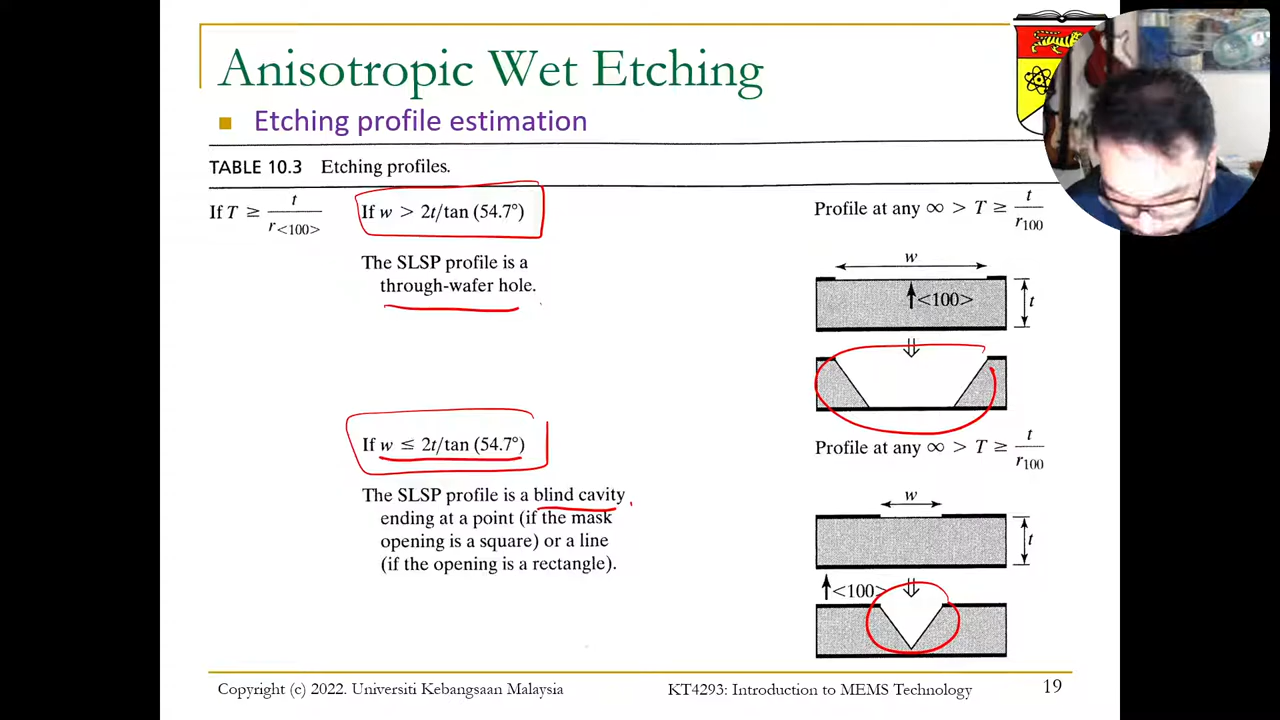 Anisotropic Wet Etching
Etching profile estimation
TABLE 10.3 Etching profiles.
If T ≥ t / r<100>
If w > 2t/tan (54.7°)
The SLSP profile is a
through-wafer hole.
Profile at any ∞ > T ≥ t / r100
w
<100>
t
If w ≤ 2t/tan (54.7°)
The SLSP profile is a blind cavity
ending at a point (if the mask
opening is a square) or a line
(if the opening is a rectangle).
Profile at any ∞ > T ≥ t / r100
w
t
<100>
Copyright (c) 2022. Universiti Kebangsaan Malaysia
KT4293: Introduction to MEMS Technology
19